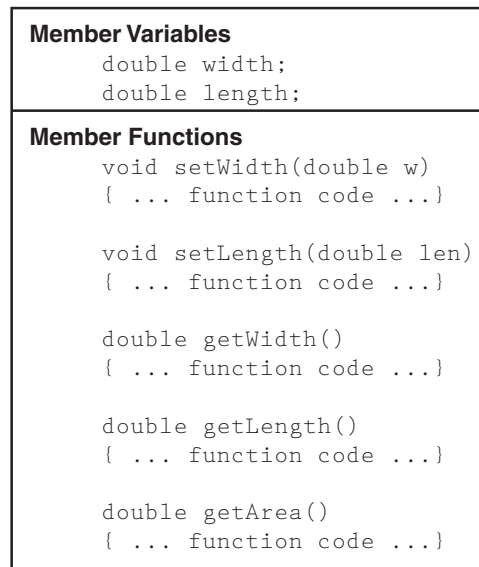 Member Variables
double width;
double length;
Member Functions
void setWidth(double w)
{ ... function code ...}
void setLength(double len)
{ ... function code ...}
double getWidth()
{ ... function code ...}
double getLength()
{ ... function code ...}
double getArea()
{ ... function code ...}